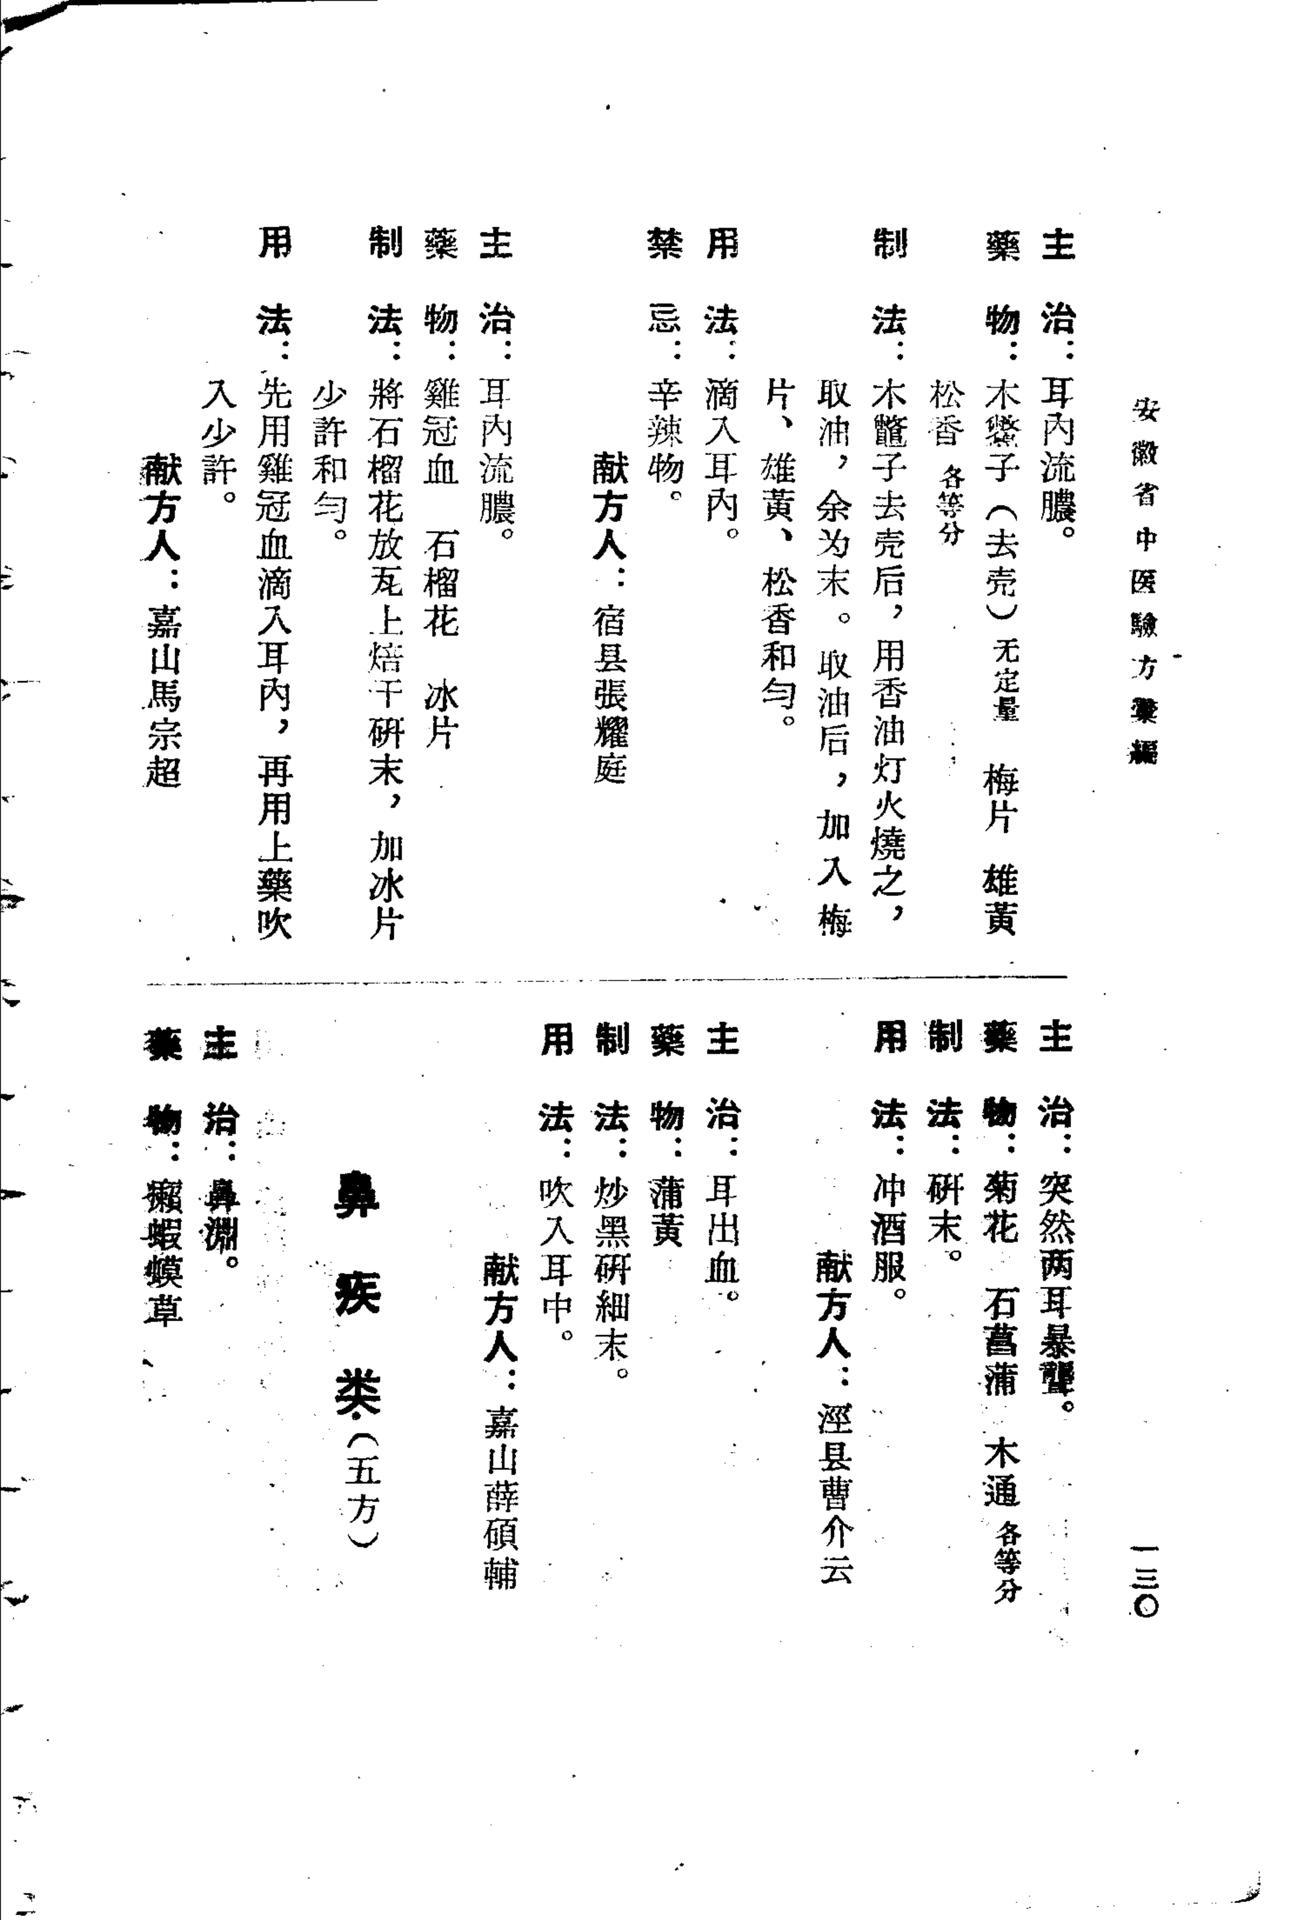 安徽省中医驗方彙編
一三〇
主　治：耳內流膿。
藥　物：木鱉子（去壳）无定量　梅片　雄黃
松香各等分
制　法：木鼈子去壳后，用香油灯火燒之，
取油，余为末。取油后，加入梅
片、雄黃、松香和勻。
用　法：滴入耳內。
禁　忌：辛辣物。
献方人：宿县張耀庭
主　治：耳內流膿。
藥　物：雞冠血　石榴花　冰片
制　法：將石榴花放瓦上焙干研末，加冰片
少許和勻。
用　法：先用雞冠血滴入耳內，再用上藥吹
入少許。
献方人：嘉山馬宗超
主　治：突然两耳暴聾。
藥　物：菊花　石菖蒲　木通各等分
制　法：研末。
用　法：冲酒服。
献方人：涇县曹介云
主　治：耳出血。
藥　物：蒲黃
制　法：炒黑研細末。
用　法：吹入耳中。
献方人：嘉山薛碩輔
鼻疾类（五方）
主　治：鼻淵。
藥　物：癩蝦蟆草